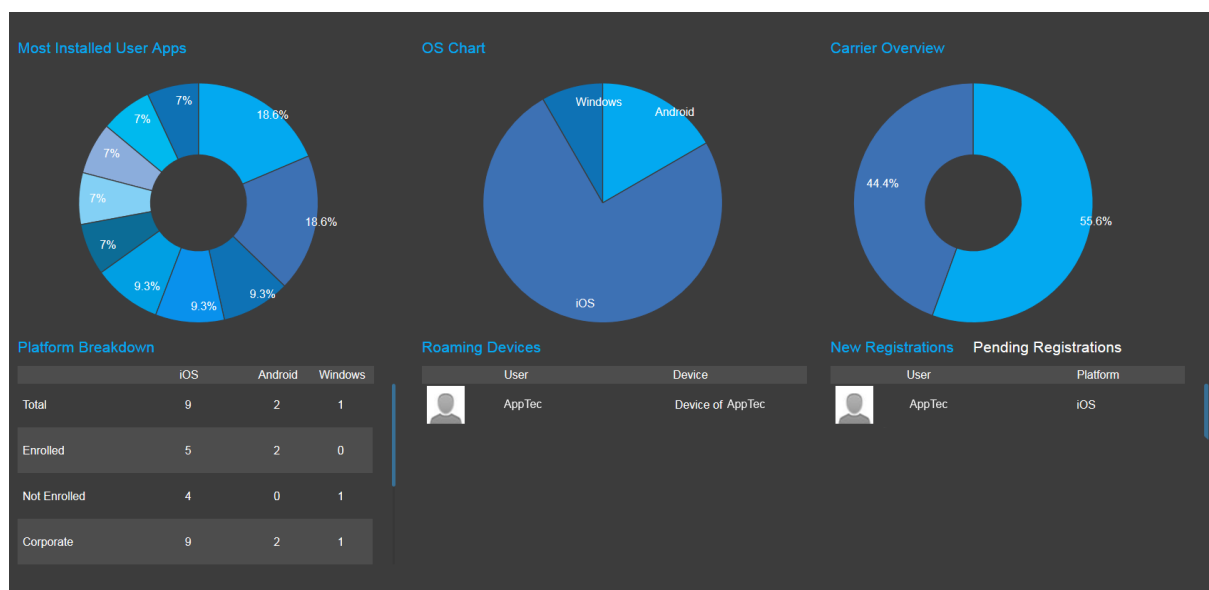 Most Installed User Apps
7%
18.6%
7%
7%
7%
18.6%
7%
9.3%
9.3%
9.3%
OS Chart
Windows
Android
iOS
Carrier Overview
44.4%
55.6%
Platform Breakdown
iOS Android Windows
Total 9 2 1
Enrolled 5 2 0
Not Enrolled 4 0 1
Corporate 9 2 1
Roaming Devices
User Device
AppTec Device of AppTec
New Registrations Pending Registrations
User Platform
AppTec iOS